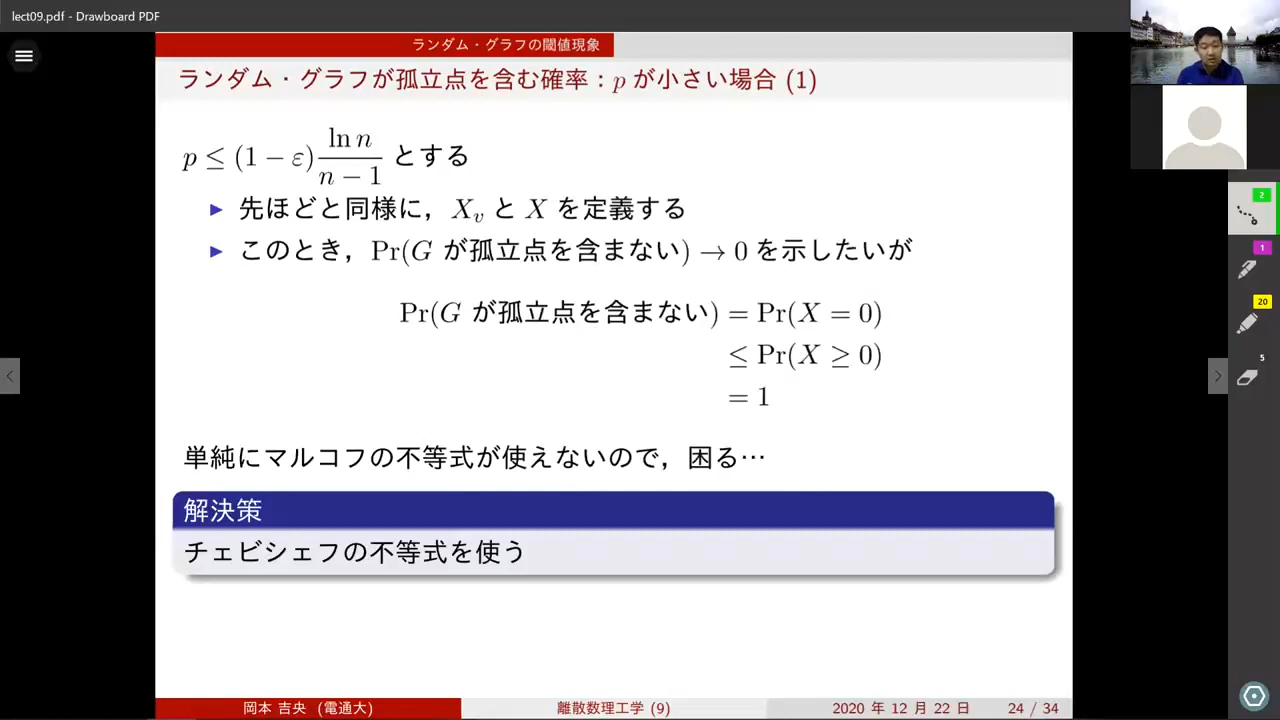 lect09.pdf - Drawboard PDF
ランダム・グラフの閾値現象
ランダム・グラフが孤立点を含む確率：p が小さい場合 (1)
p ≤ (1 − ε) ln n / (n − 1) とする
▶ 先ほどと同様に，X_v と X を定義する
▶ このとき，Pr(G が孤立点を含まない) → 0 を示したいが
Pr(G が孤立点を含まない) = Pr(X = 0)
≤ Pr(X ≥ 0)
= 1
単純にマルコフの不等式が使えないので，困る…
解決策
チェビシェフの不等式を使う
岡本 吉央 (電通大)
離散数理工学 (9)
2020 年 12 月 22 日
24 / 34
2
1
20
5